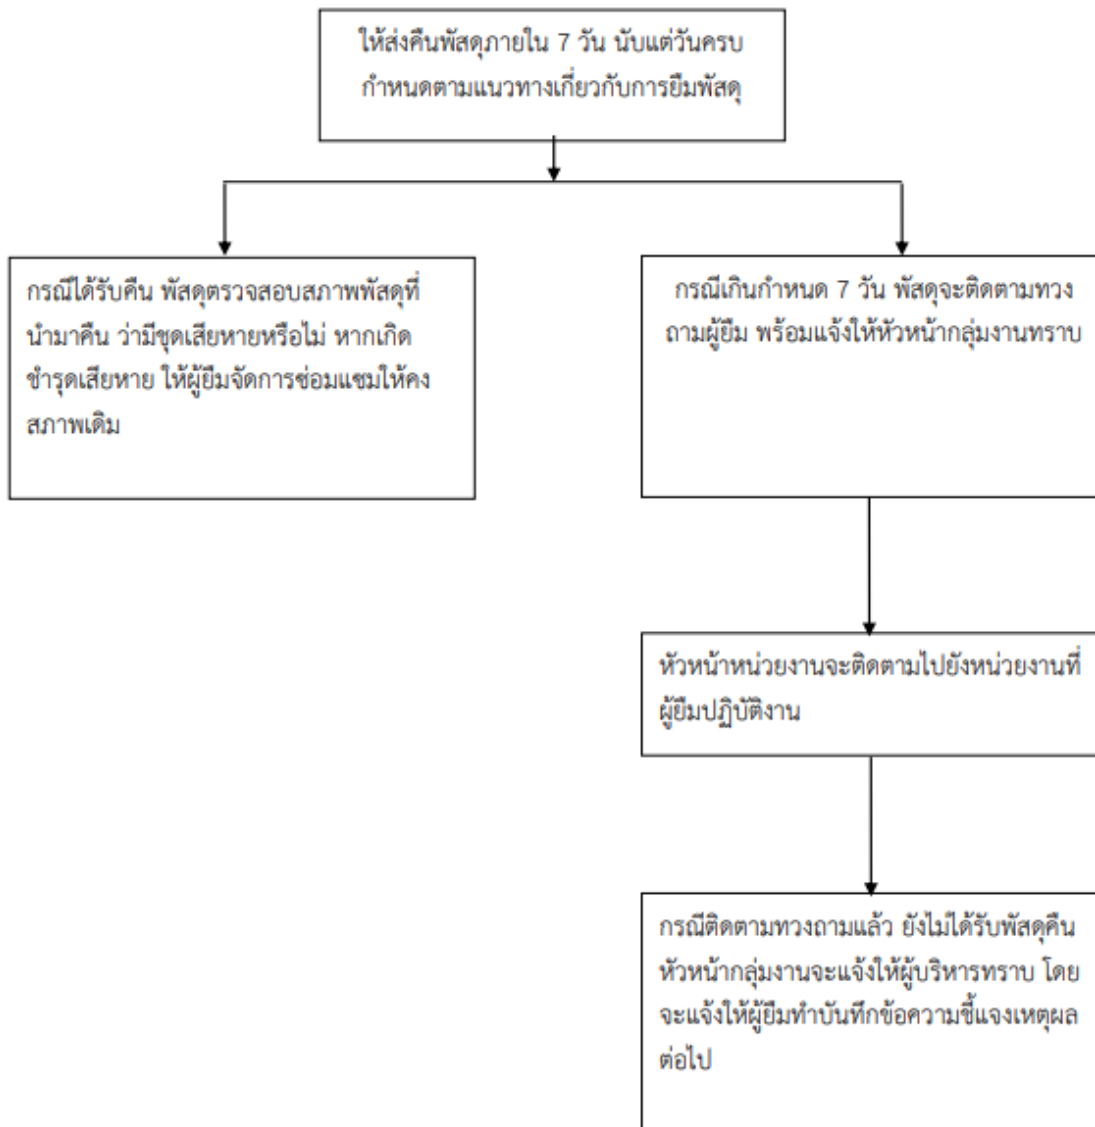 ให้ส่งคืนพัสดุภายใน 7 วัน นับแต่วันครบ
กำหนดตามแนวทางเกี่ยวกับการยืมพัสดุ
กรณีได้รับคืน พัสดุตรวจสอบสภาพพัสดุที่
นำมาคืน ว่ามีชุดเสียหายหรือไม่ หากเกิด
ชำรุดเสียหาย ให้ผู้ยืมจัดการซ่อมแซมให้คง
สภาพเดิม
กรณีเกินกำหนด 7 วัน พัสดุจะติดตามทวง
ถามผู้ยืม พร้อมแจ้งให้หัวหน้ากลุ่มงานทราบ
หัวหน้าหน่วยงานจะติดตามไปยังหน่วยงานที่
ผู้ยืมปฏิบัติงาน
กรณีติดตามทวงถามแล้ว ยังไม่ได้รับพัสดุคืน
หัวหน้ากลุ่มงานจะแจ้งให้ผู้บริหารทราบ โดย
จะแจ้งให้ผู้ยืมทำบันทึกข้อความชี้แจงเหตุผล
ต่อไป